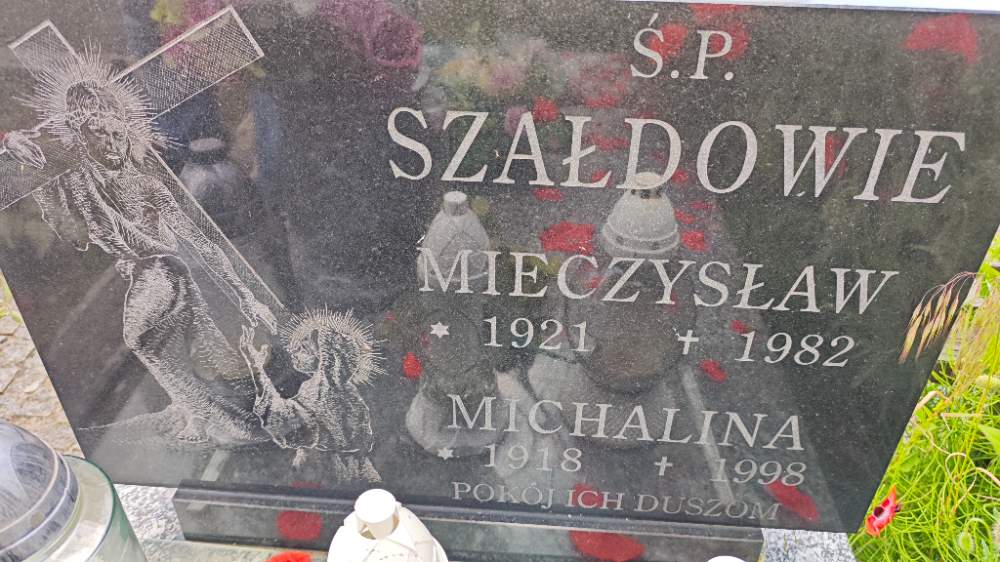 Ś.P.
SZAŁDOWIE
MIECZYSŁAW
1921 1982
MICHALINA
1918 1998
POKÓJ ICH DUSZOM